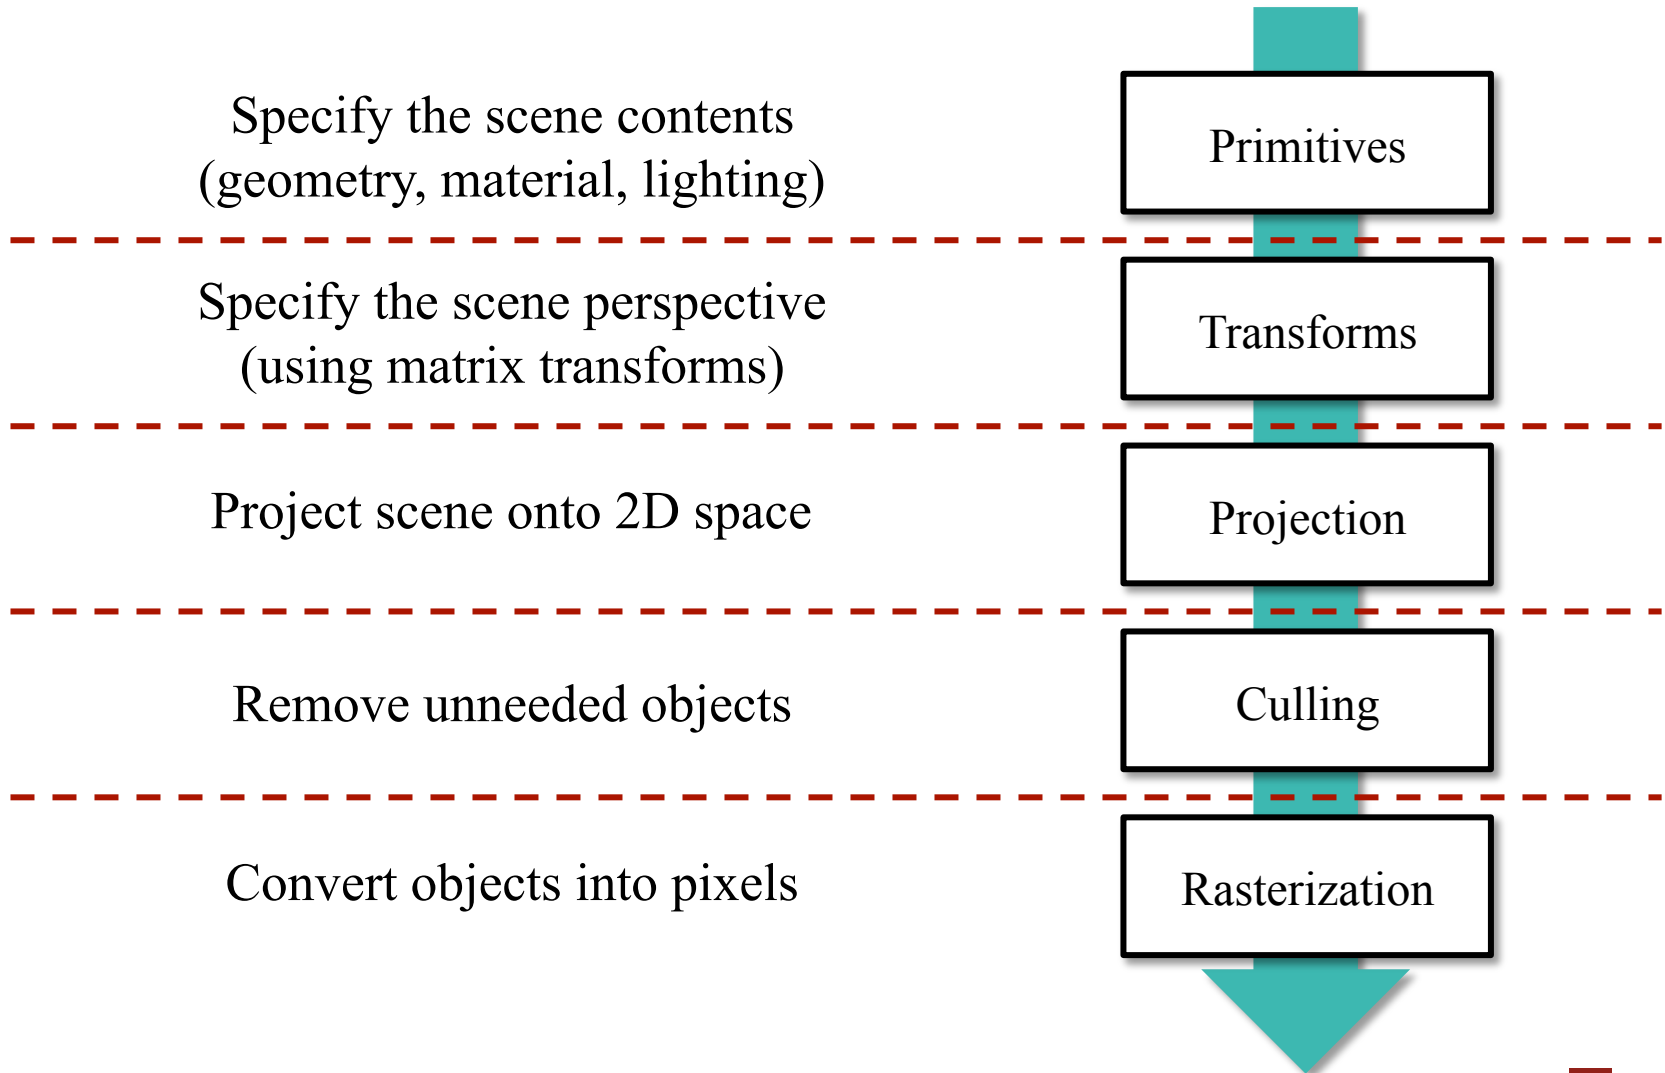 Specify the scene contents
(geometry, material, lighting)
Primitives
Specify the scene perspective
(using matrix transforms)
Transforms
Project scene onto 2D space
Projection
Remove unneeded objects
Culling
Convert objects into pixels
Rasterization